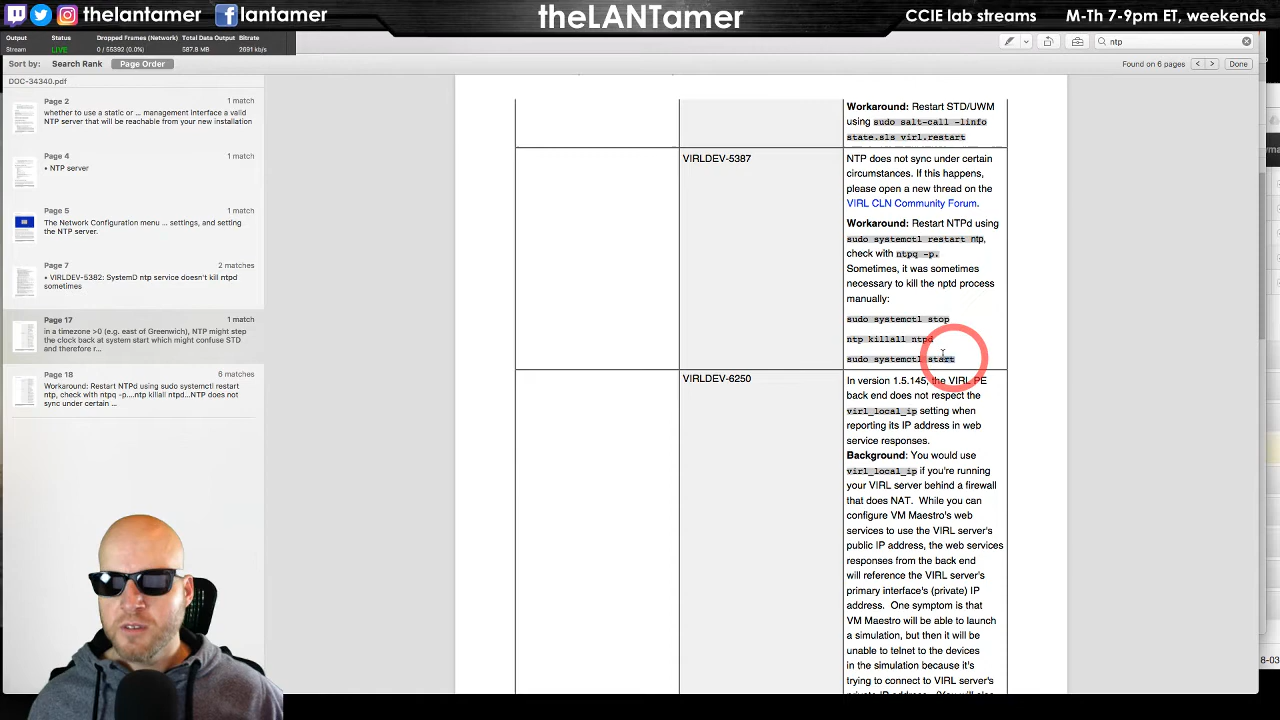 thelantamer lantamer
theLANTamer
CCIE lab streams M-Th 7-9pm ET, weekends
Output Status Dropped Frames (Network) Total Data Output Bitrate
Stream LIVE 0 / 55392 (0.0%) 587.8 MB 2691 kb/s
ntp
Sort by: Search Rank Page Order
Found on 6 pages
Done
DOC-34340.pdf
Page 2 1 match
whether to use a static or ... management interface a valid
NTP server that will be reachable from your new installation
Page 4 1 match
• NTP server
Page 5 1 match
The Network Configuration menu ... settings, and setting
the NTP server.
Page 7 2 matches
• VIRLDEV-5382: SystemD ntp service doesn't kill ntpd
sometimes
Page 17 1 match
in a timezone >0 (e.g. east of Greenwich), NTP might step
the clock back at system start which might confuse STD
and therefore r...
Page 18 6 matches
Workaround: Restart NTPd using sudo systemctl restart
ntp, check with ntpq -p....ntp killall ntpd...NTP does not
sync under certain ...
Workaround: Restart STD/UWM
using sudo salt-call -linfo
state.sls virl.restart
VIRLDEV-5387
NTP doge not sync under certain
circumstances. If this happens,
please open a new thread on the
VIRL CLN Community Forum.
Workaround: Restart NTPd using
sudo systemctl restart ntp,
check with ntpq -p.
Sometimes, it was sometimes
necessary to kill the nptd process
manually:
sudo systemctl stop
ntp killall ntpd
sudo systemctl start
VIRLDEV-6250
In version 1.5.145, the VIRL PE
back end does not respect the
virl_local_ip setting when
reporting its IP address in web
service responses.
Background: You would use
virl_local_ip if you're running
your VIRL server behind a firewall
that does NAT. While you can
configure VM Maestro's web
services to use the VIRL server's
public IP address, the web services
responses from the back end
will reference the VIRL server's
primary interface's (private) IP
address. One symptom is that
VM Maestro will be able to launch
a simulation, but then it will be
unable to telnet to the devices
in the simulation because it's
trying to connect to VIRL server's
8-03